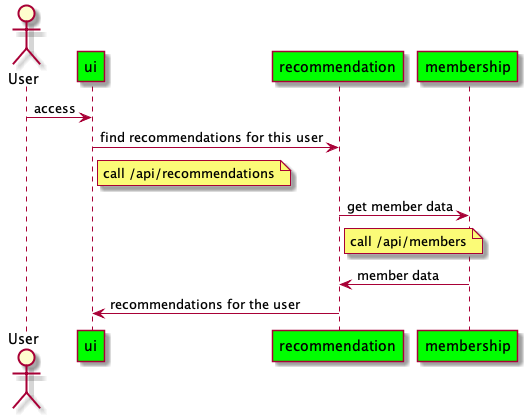 User
ui
recommendation
membership
access
find recommendations for this user
call /api/recommendations
get member data
call /api/members
member data
recommendations for the user
User
ui
recommendation
membership